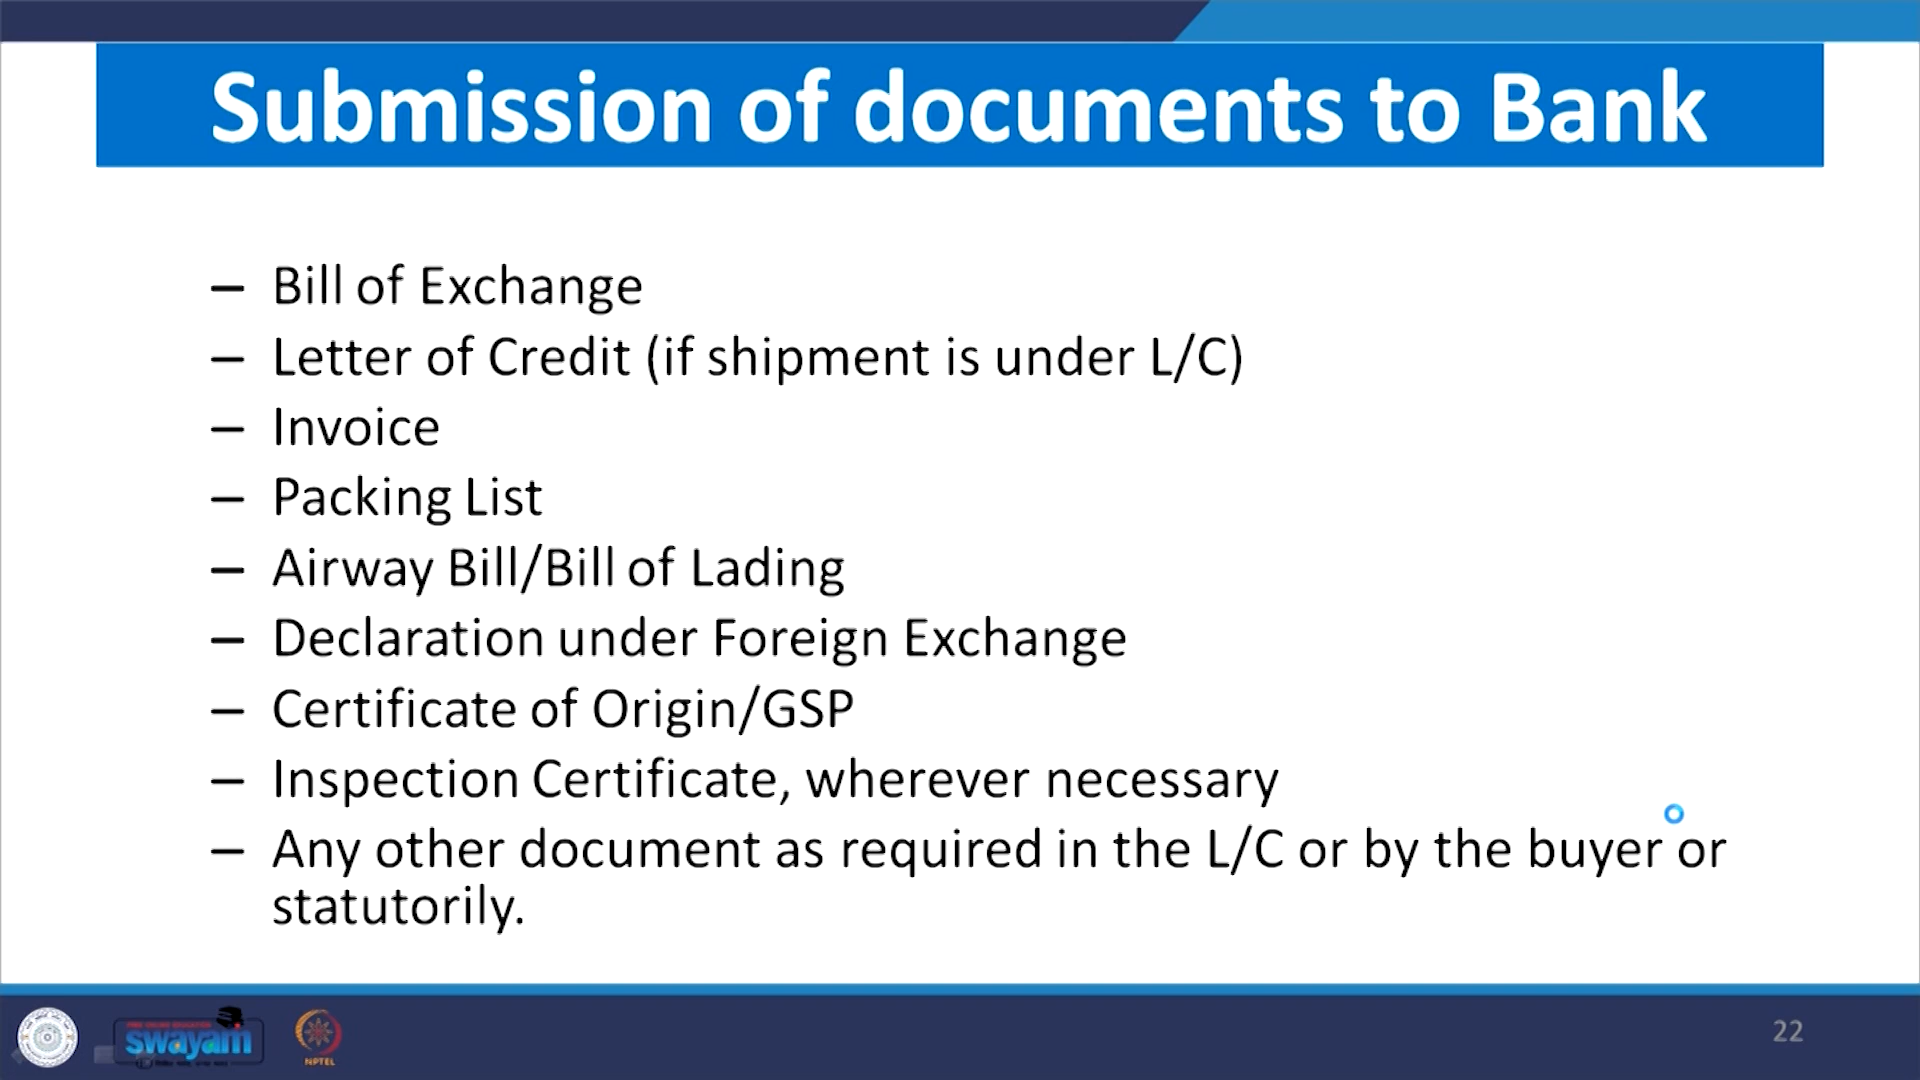 Submission of documents to Bank
– Bill of Exchange
– Letter of Credit (if shipment is under L/C)
– Invoice
– Packing List
– Airway Bill/Bill of Lading
– Declaration under Foreign Exchange
– Certificate of Origin/GSP
– Inspection Certificate, wherever necessary
– Any other document as required in the L/C or by the buyer or
statutorily.
swayam
NPTEL
22